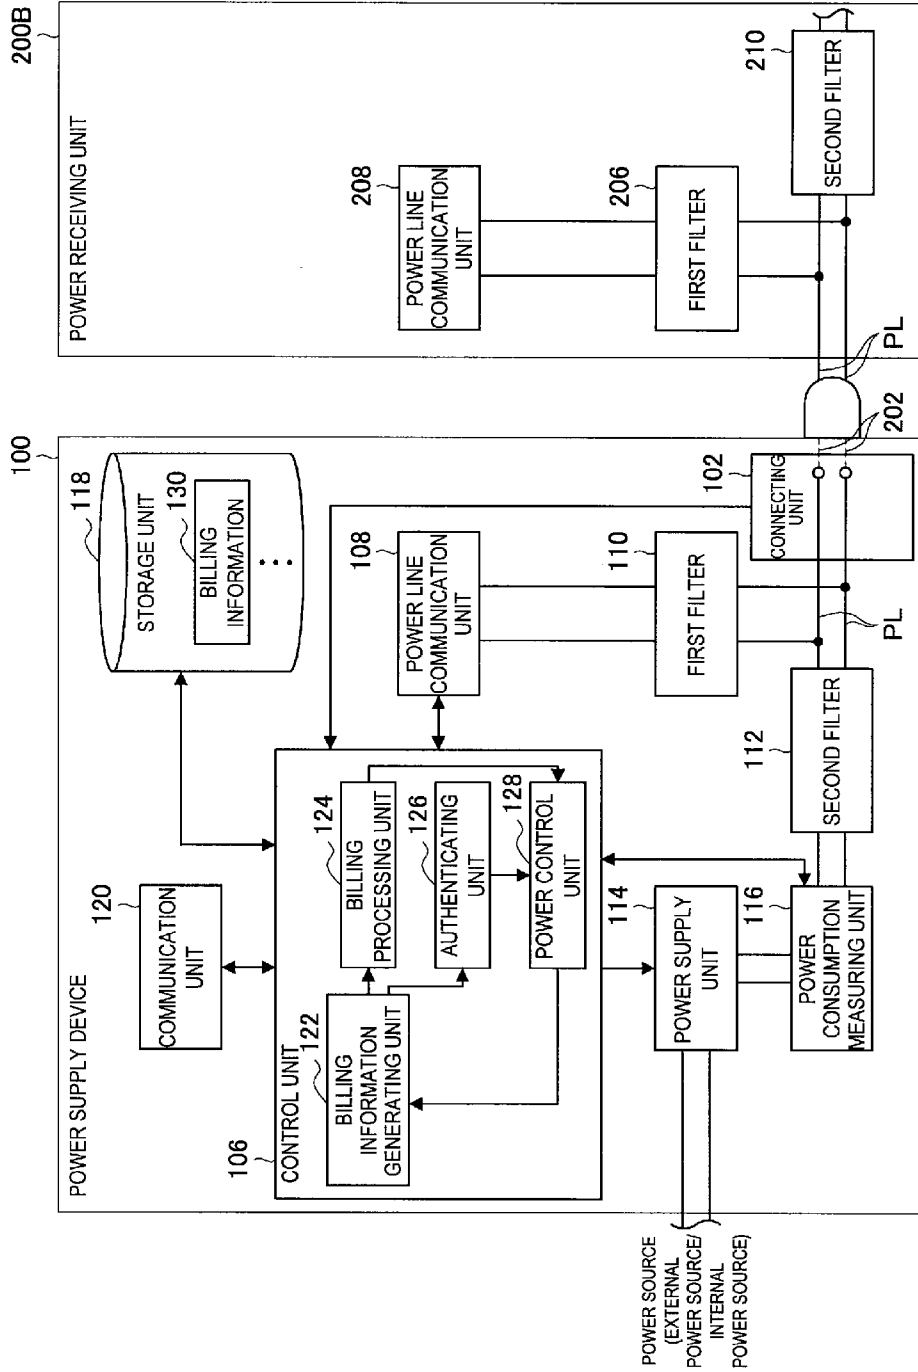 POWER SUPPLY DEVICE
100
120
COMMUNICATION
UNIT
118
STORAGE UNIT
130
BILLING
INFORMATION
...
106
CONTROL UNIT
122
BILLING
INFORMATION
GENERATING UNIT
124
BILLING
PROCESSING UNIT
126
AUTHENTICATING
UNIT
128
POWER CONTROL
UNIT
108
POWER LINE
COMMUNICATION
UNIT
110
FIRST FILTER
102
CONNECTING
UNIT
114
POWER SUPPLY
UNIT
116
POWER
CONSUMPTION
MEASURING UNIT
112
SECOND FILTER
PL
202
PL
POWER SOURCE
(EXTERNAL
POWER SOURCE/
INTERNAL
POWER SOURCE)
200B
POWER RECEIVING UNIT
208
POWER LINE
COMMUNICATION
UNIT
206
FIRST FILTER
210
SECOND FILTER